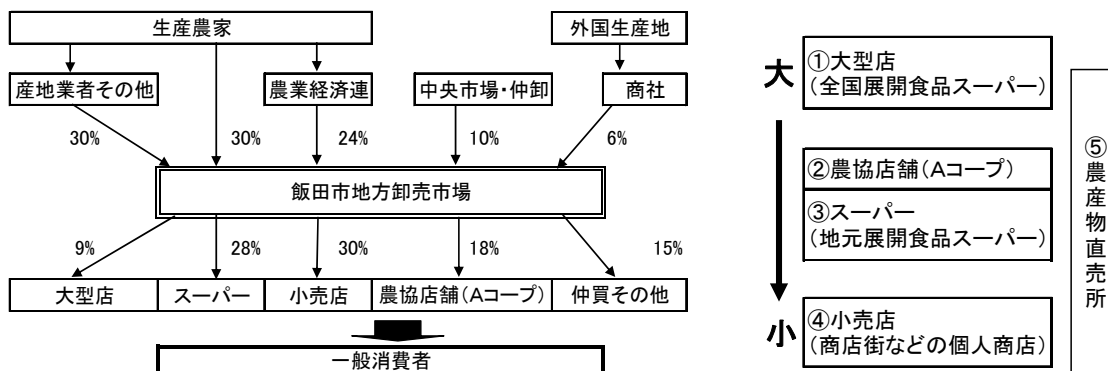 生産農家
外国生産地
産地業者その他
農業経済連
中央市場・仲卸
商社
30%
30%
24%
10%
6%
飯田市地方卸売市場
9%
28%
30%
18%
15%
大型店
スーパー
小売店
農協店舗(Aコープ)
仲買その他
一般消費者
大
①大型店
(全国展開食品スーパー)
②農協店舗(Aコープ)
③スーパー
(地元展開食品スーパー)
小
④小売店
(商店街などの個人商店)
⑤農産物直売所